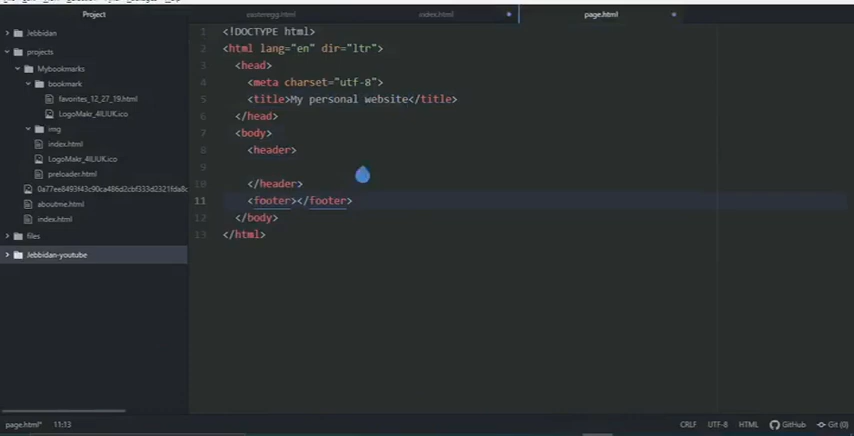 Project
easteregg.html
index.html
page.html
Jebbidan
projects
Mybookmarks
bookmark
favorites_12_27_19.html
LogoMakr_4ILIUK.ico
img
index.html
LogoMakr_4ILIUK.ico
preloader.html
aboutme.html
index.html
files
Jebbidan-youtube
1 <!DOCTYPE html>
2 <html lang="en" dir="ltr">
3 <head>
4 <meta charset="utf-8">
5 <title>My personal website</title>
6 </head>
7 <body>
8 <header>
9
10 </header>
11 <footer></footer>
12 </body>
13 </html>
page.html* 11:13
CRLF UTF-8 HTML GitHub Git (0)